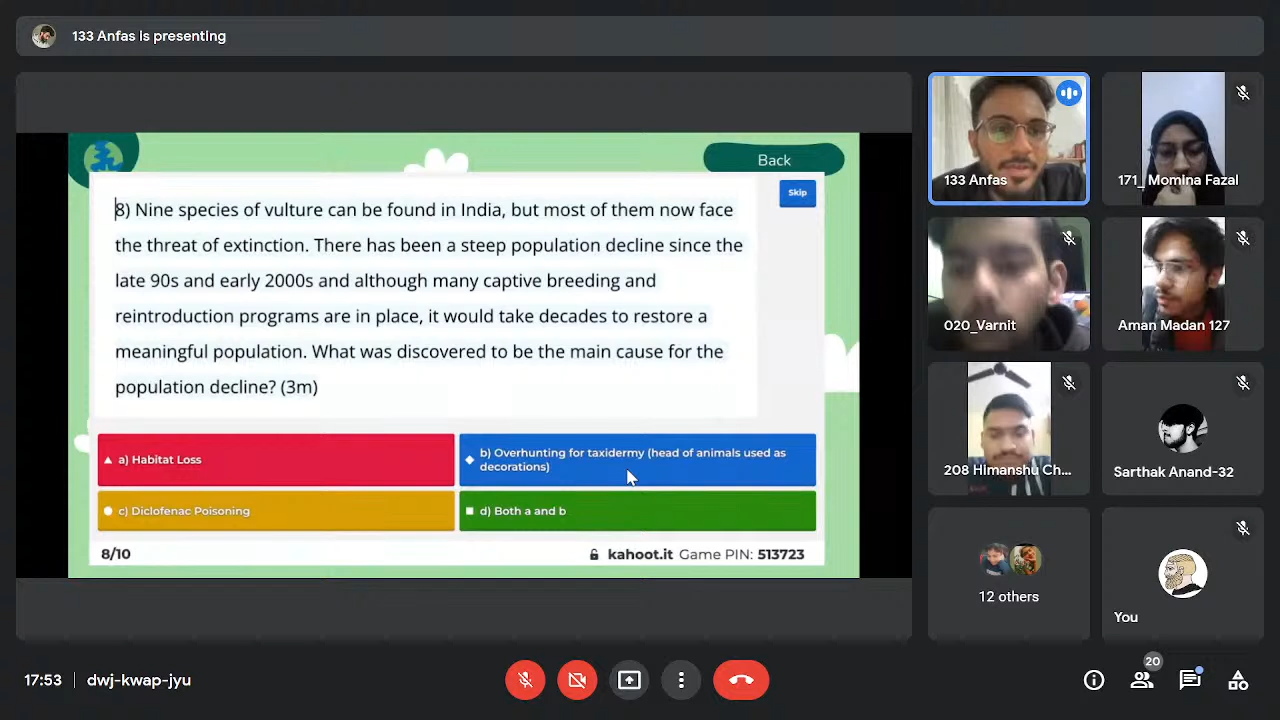 133 Anfas Is presenting
Back
Skip
8) Nine species of vulture can be found in India, but most of them now face
the threat of extinction. There has been a steep population decline since the
late 90s and early 2000s and although many captive breeding and
reintroduction programs are in place, it would take decades to restore a
meaningful population. What was discovered to be the main cause for the
population decline? (3m)
a) Habitat Loss
b) Overhunting for taxidermy (head of animals used as
decorations)
c) Diclofenac Poisoning
d) Both a and b
8/10
kahoot.it Game PIN: 513723
133 Anfas
171_ Momina Fazal
020_Varnit
Aman Madan 127
208 Himanshu Ch...
Sarthak Anand-32
12 others
You
17:53 | dwj-kwap-jyu
20